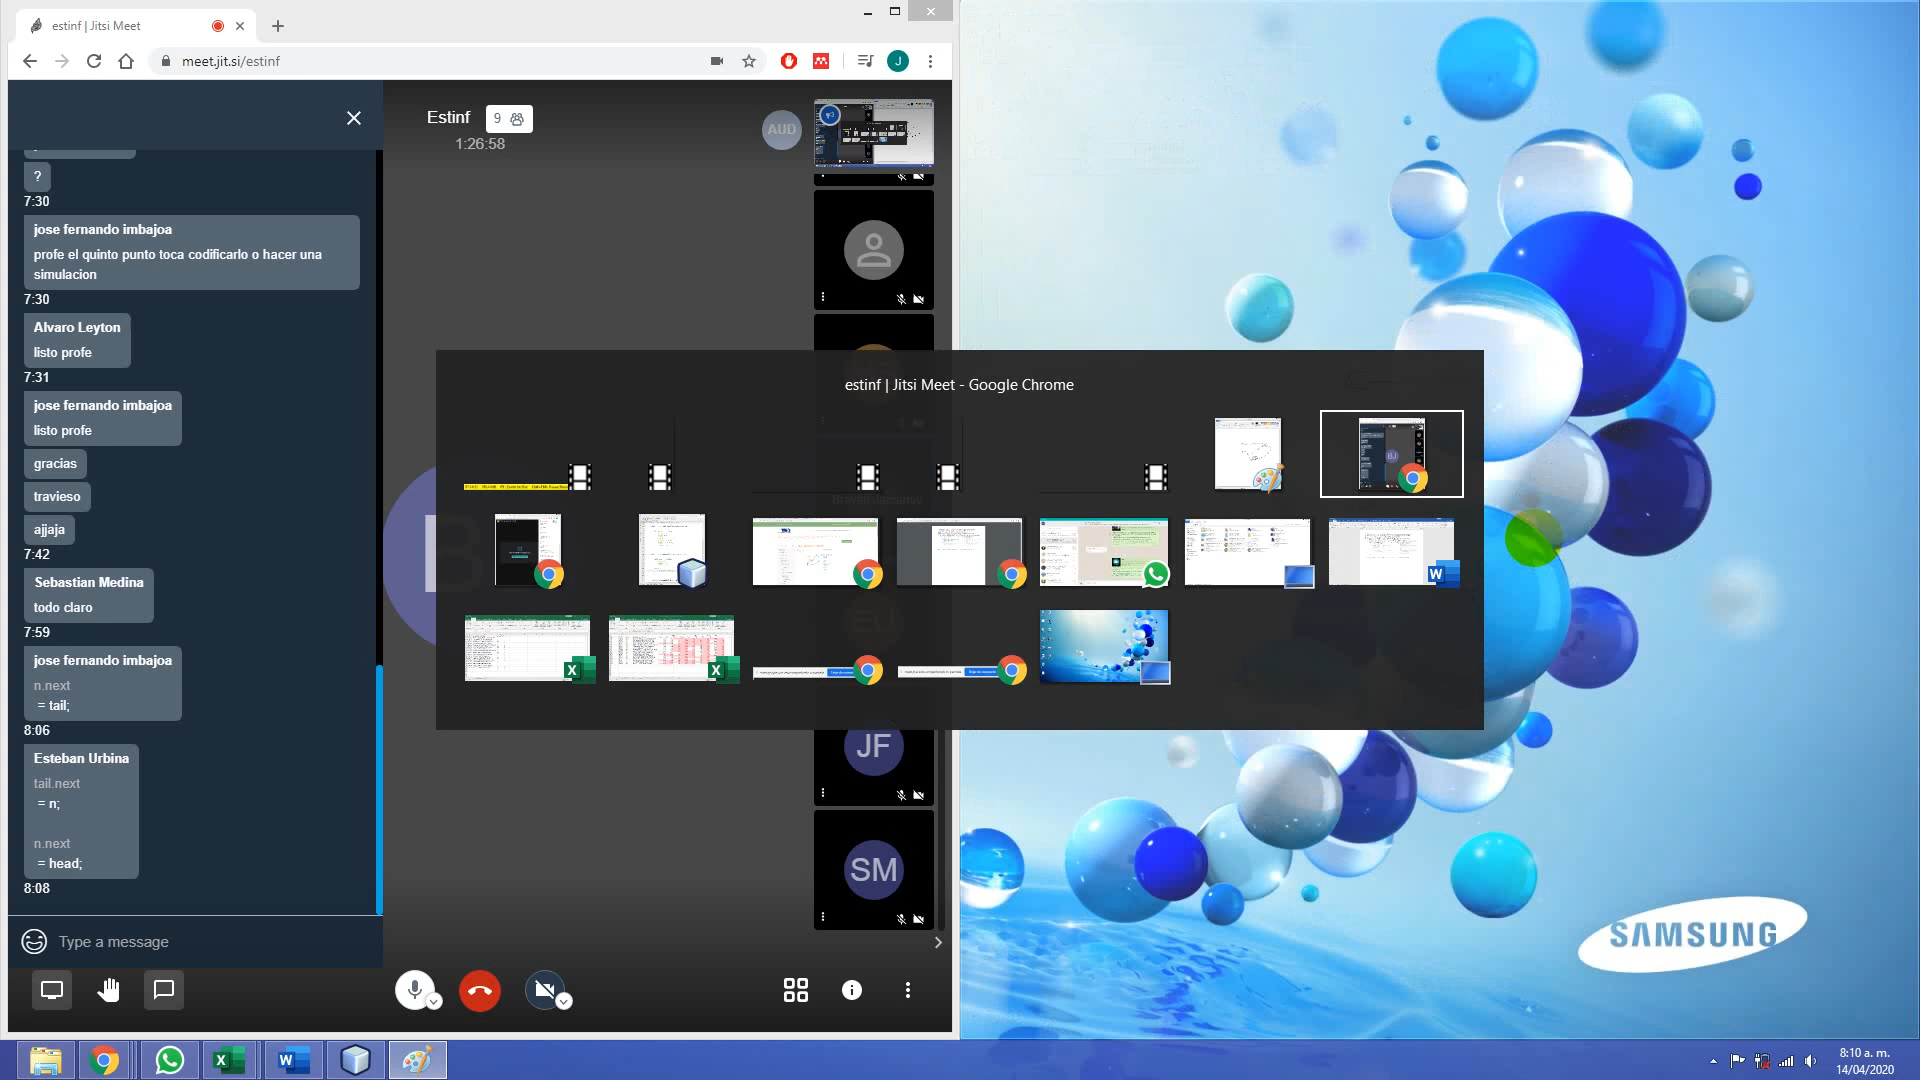 estinf | Jitsi Meet
meet.jit.si/estinf
J
Estinf
9
1:26:58
AUD
?
7:30
jose fernando imbajoa
profe el quinto punto toca codificarlo o hacer una
simulacion
7:30
Alvaro Leyton
listo profe
7:31
jose fernando imbajoa
listo profe
gracias
travieso
ajjaja
7:42
Sebastian Medina
todo claro
7:59
jose fernando imbajoa
n.next
= tail;
8:06
Esteban Urbina
tail.next
= n;
n.next
= head;
8:08
Type a message
estinf | Jitsi Meet - Google Chrome
B
BJ
EU
JF
SM
SAMSUNG
8:10 a. m.
14/04/2020